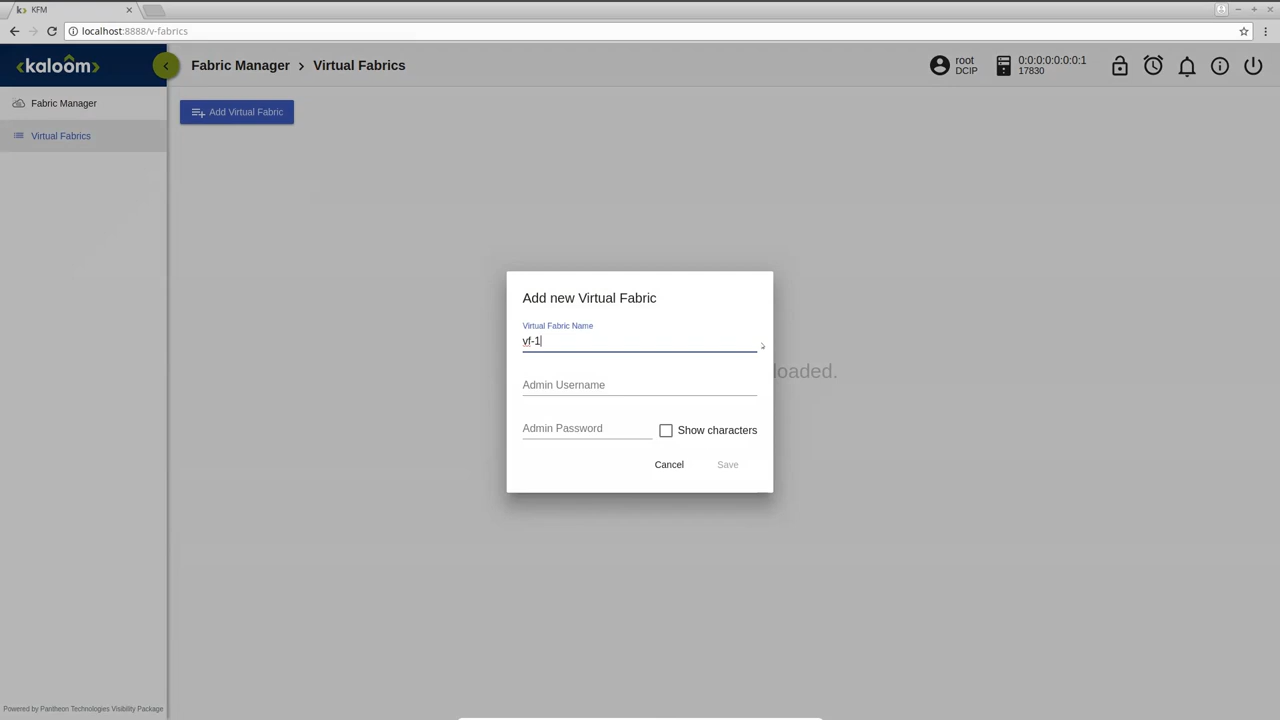 KFM
localhost:8888/v-fabrics
kaloom
Fabric Manager > Virtual Fabrics
root
DCIP
0:0:0:0:0:0:0:1
17830
Fabric Manager
Virtual Fabrics
Add Virtual Fabric
loaded.
Add new Virtual Fabric
Virtual Fabric Name
vf-1
Admin Username
Admin Password
Show characters
Cancel
Save
Powered by Pantheon Technologies Visibility Package